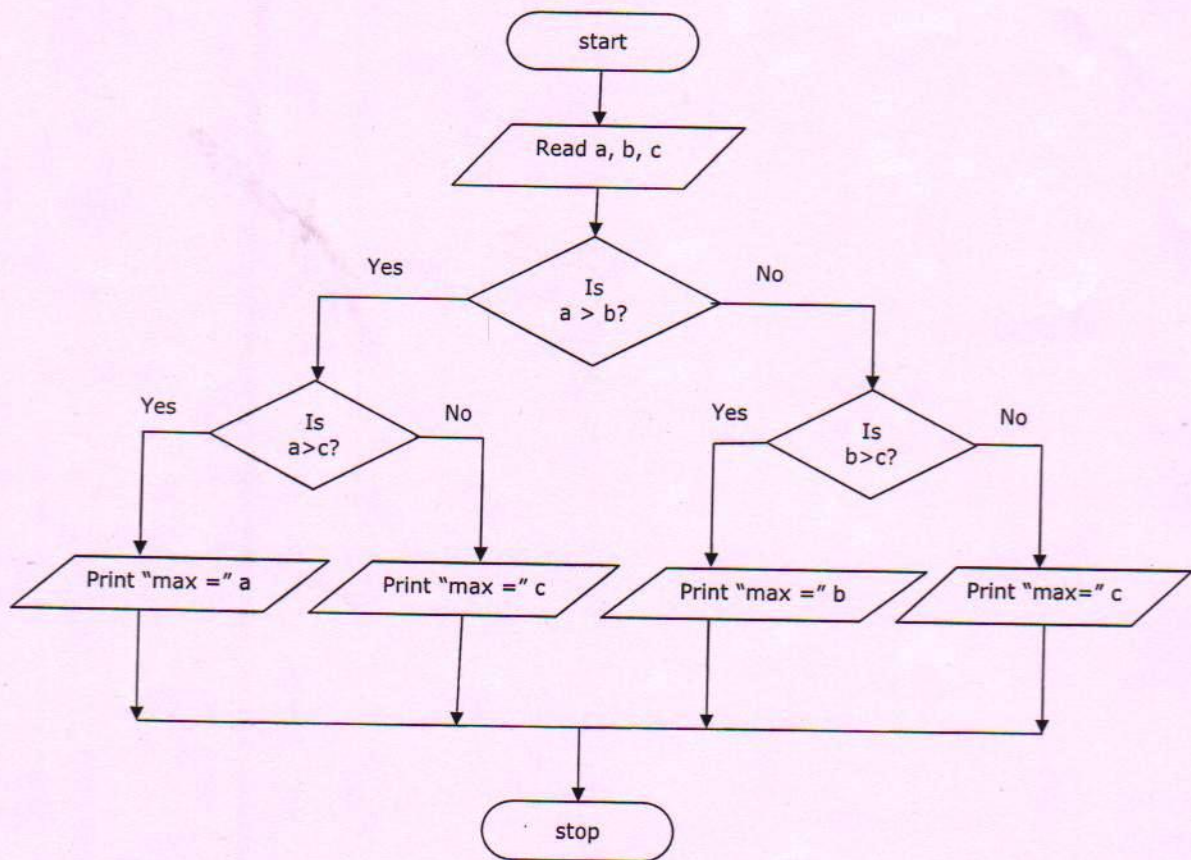 start
Read a, b, c
Yes
No
Is
a > b?
Yes
No
Is
a>c?
Yes
No
Is
b>c?
Print “max =” a
Print “max =” c
Print “max =” b
Print “max=” c
stop